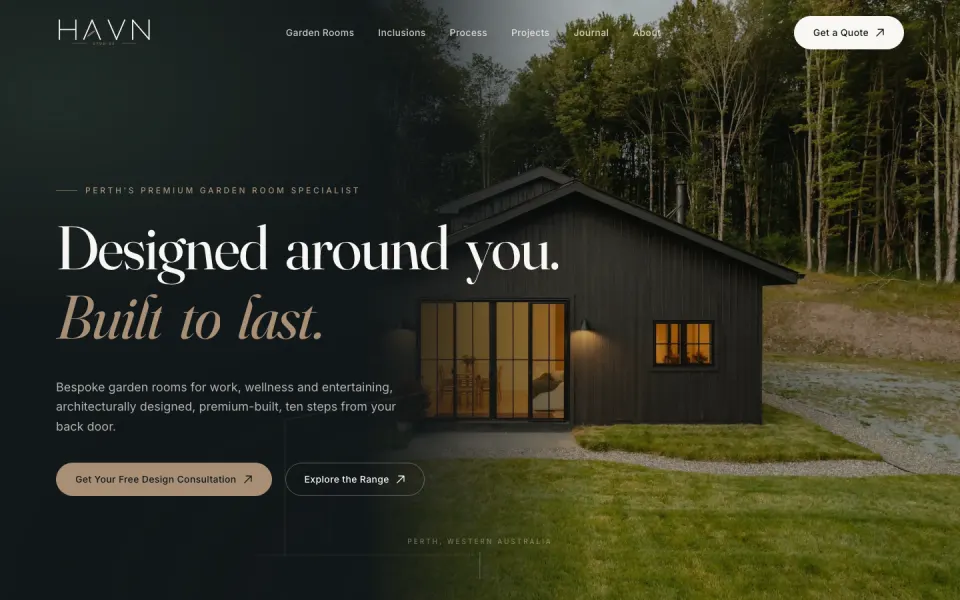 HAVN
STUDIOS
Garden Rooms
Inclusions
Process
Projects
Journal
About
Get a Quote
PERTH'S PREMIUM GARDEN ROOM SPECIALIST
Designed around you.
Built to last.
Bespoke garden rooms for work, wellness and entertaining,
architecturally designed, premium-built, ten steps from your
back door.
Get Your Free Design Consultation
Explore the Range
PERTH, WESTERN AUSTRALIA